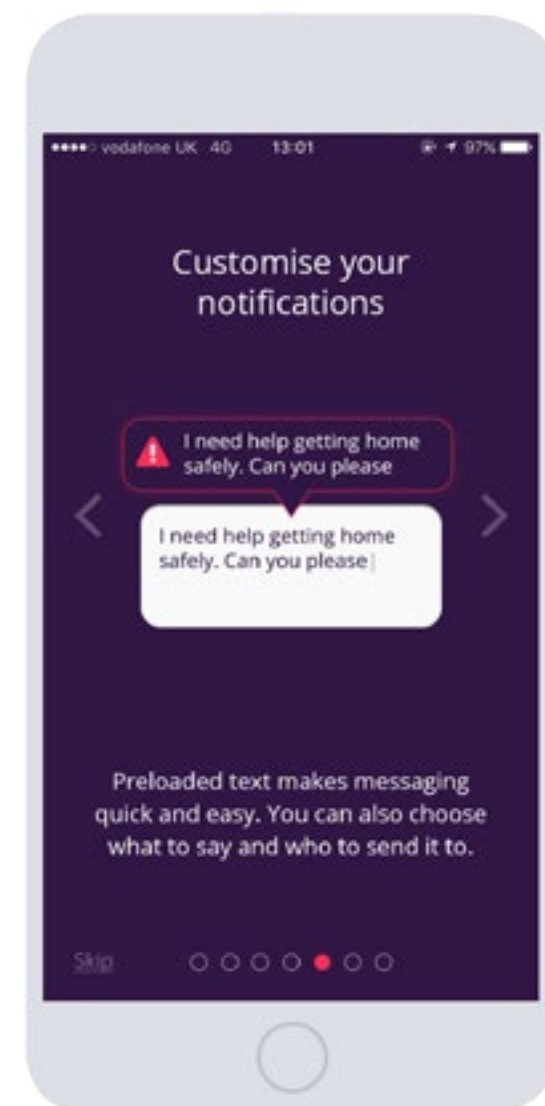 vodafone UK 4G 13:01 97%
Customise your
notifications
I need help getting home
safely. Can you please
I need help getting home
safely. Can you please
Preloaded text makes messaging
quick and easy. You can also choose
what to say and who to send it to.
Skip